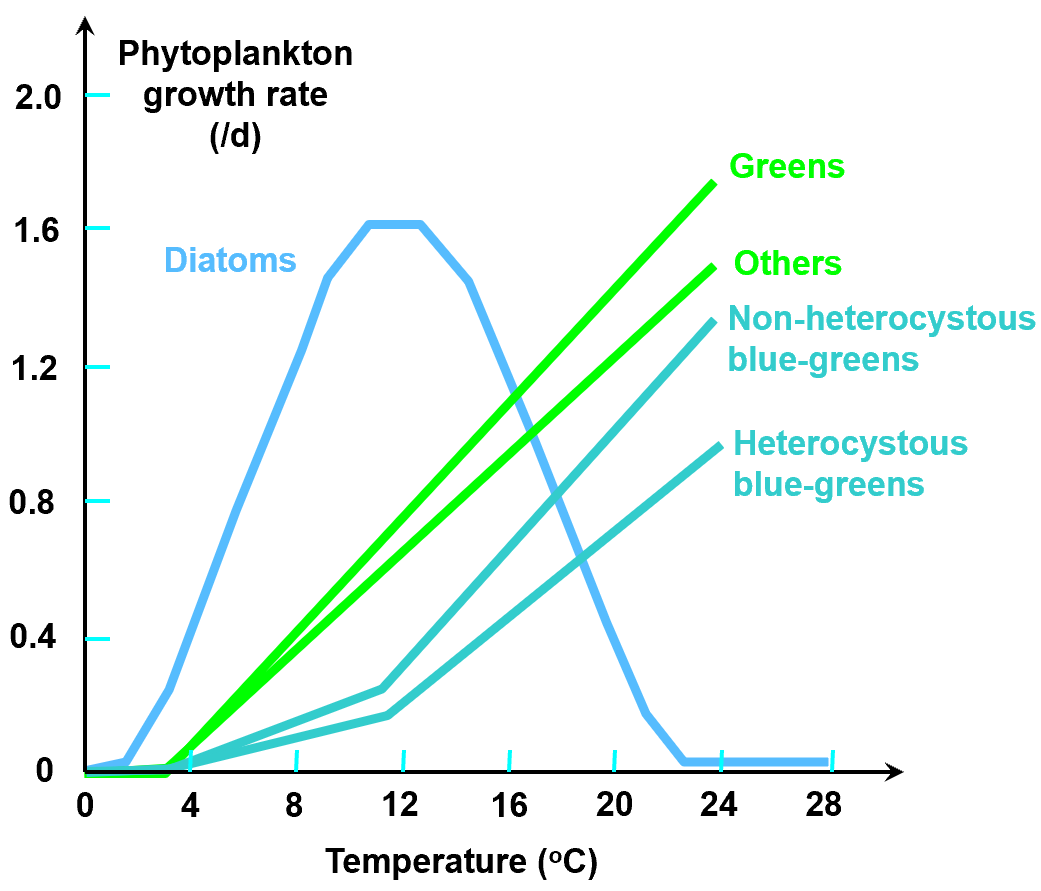 Phytoplankton
growth rate
(/d)
2.0
1.6
1.2
0.8
0.4
0
Diatoms
Greens
Others
Non-heterocystous
blue-greens
Heterocystous
blue-greens
0 4 8 12 16 20 24 28
Temperature (ºC)